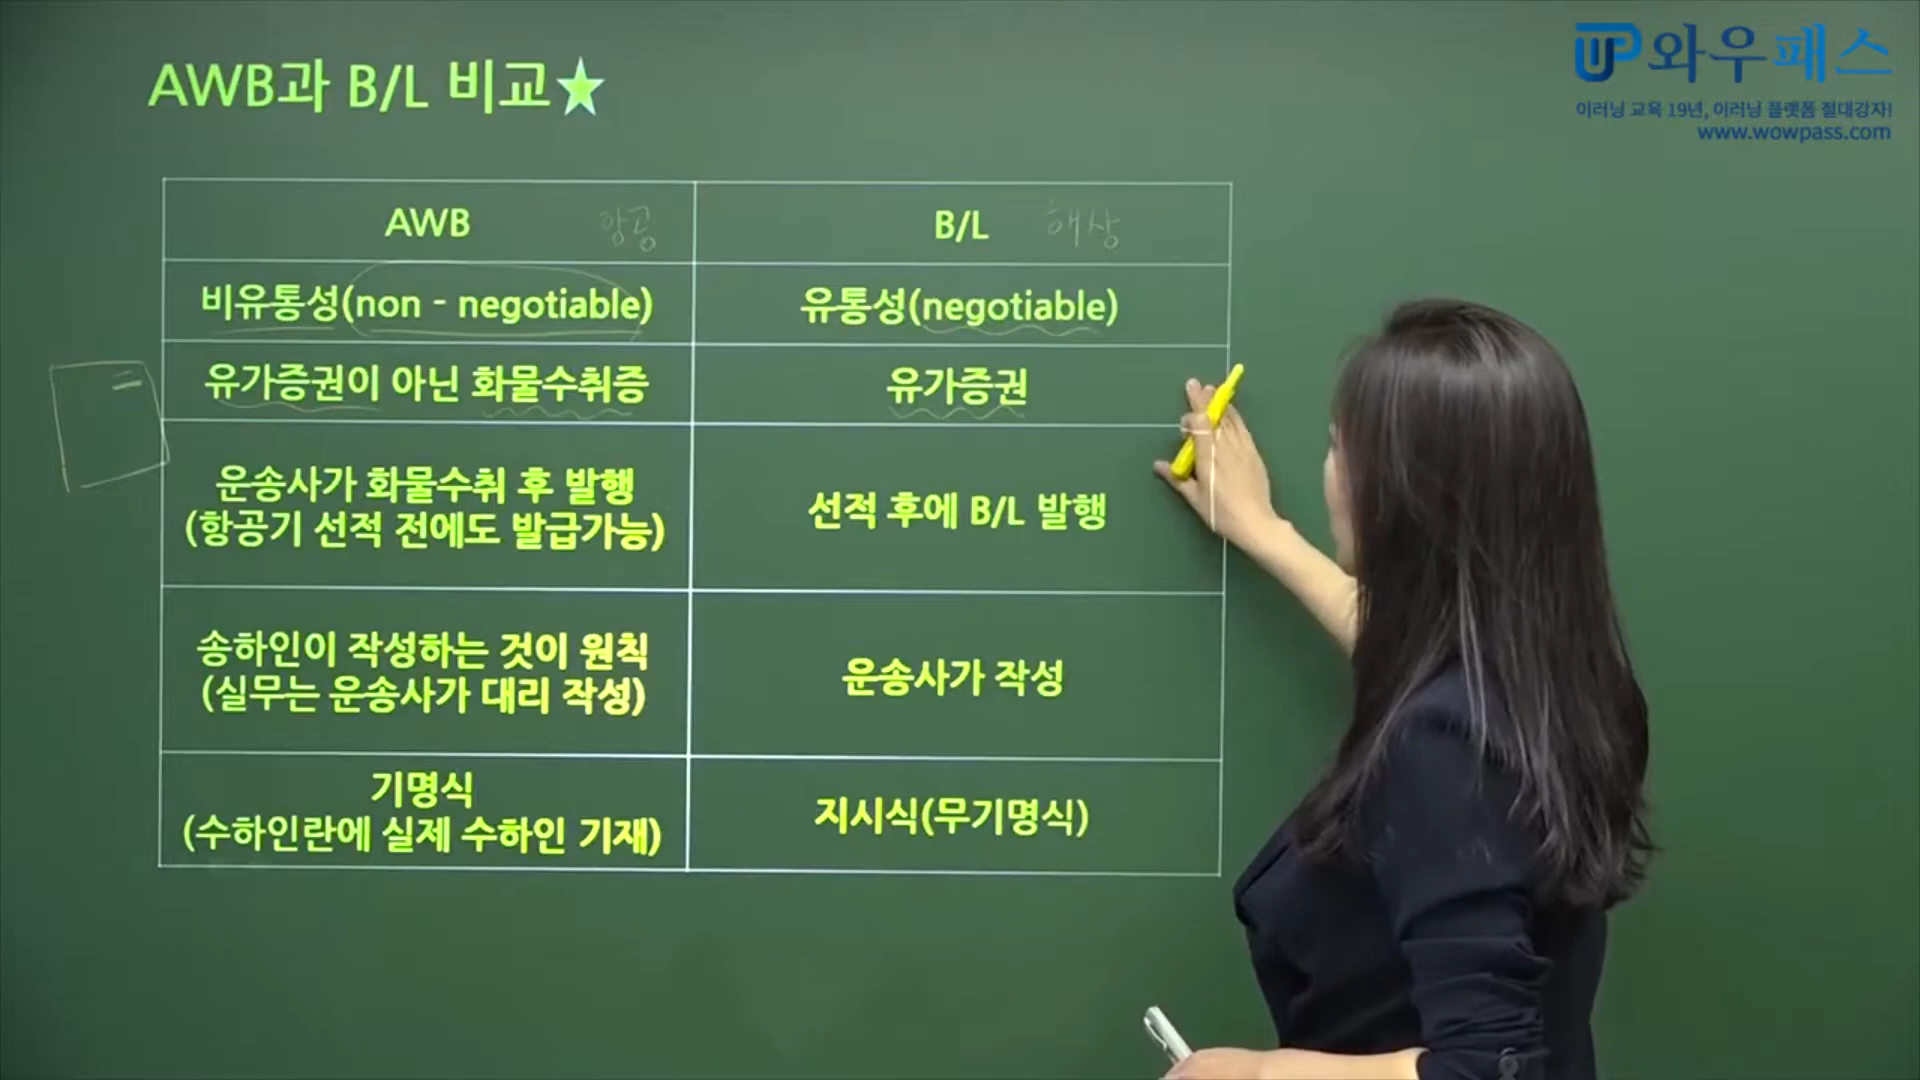 AWB과 B/L 비교★
와우패스
이러닝 교육 19년, 이러닝 플랫폼 절대강자!
www.wowpass.com
AWB 항공
B/L 해상
비유통성(non - negotiable)
유통성(negotiable)
유가증권이 아닌 화물수취증
유가증권
운송사가 화물수취 후 발행
(항공기 선적 전에도 발급가능)
선적 후에 B/L 발행
송하인이 작성하는 것이 원칙
(실무는 운송사가 대리 작성)
운송사가 작성
기명식
(수하인란에 실제 수하인 기재)
지시식(무기명식)